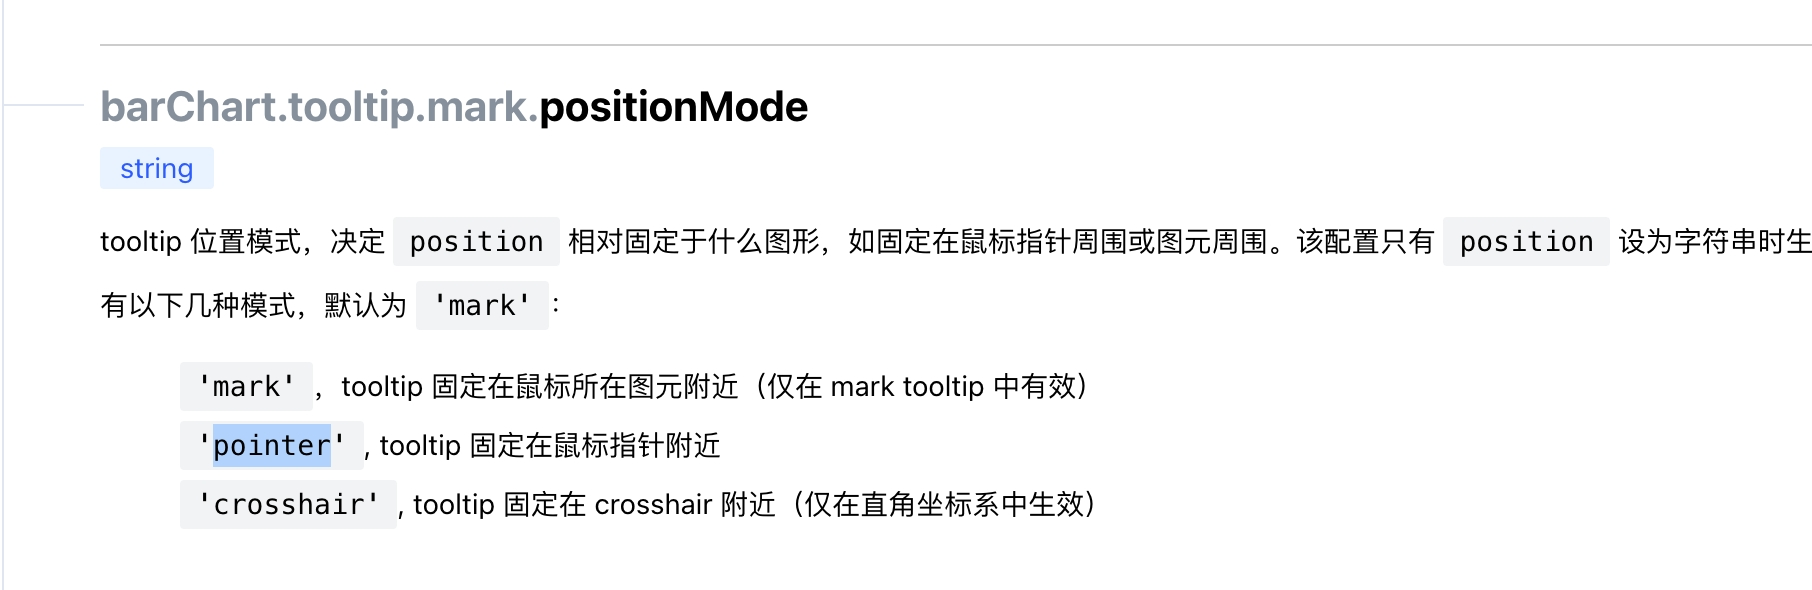 barChart.tooltip.mark.positionMode
string
tooltip 位置模式，决定 position 相对固定于什么图形，如固定在鼠标指针周围或图元周围。该配置只有 position 设为字符串时生
有以下几种模式，默认为 'mark'：
'mark'，tooltip 固定在鼠标所在图元附近（仅在 mark tooltip 中有效）
'pointer', tooltip 固定在鼠标指针附近
'crosshair', tooltip 固定在 crosshair 附近（仅在直角坐标系中生效）